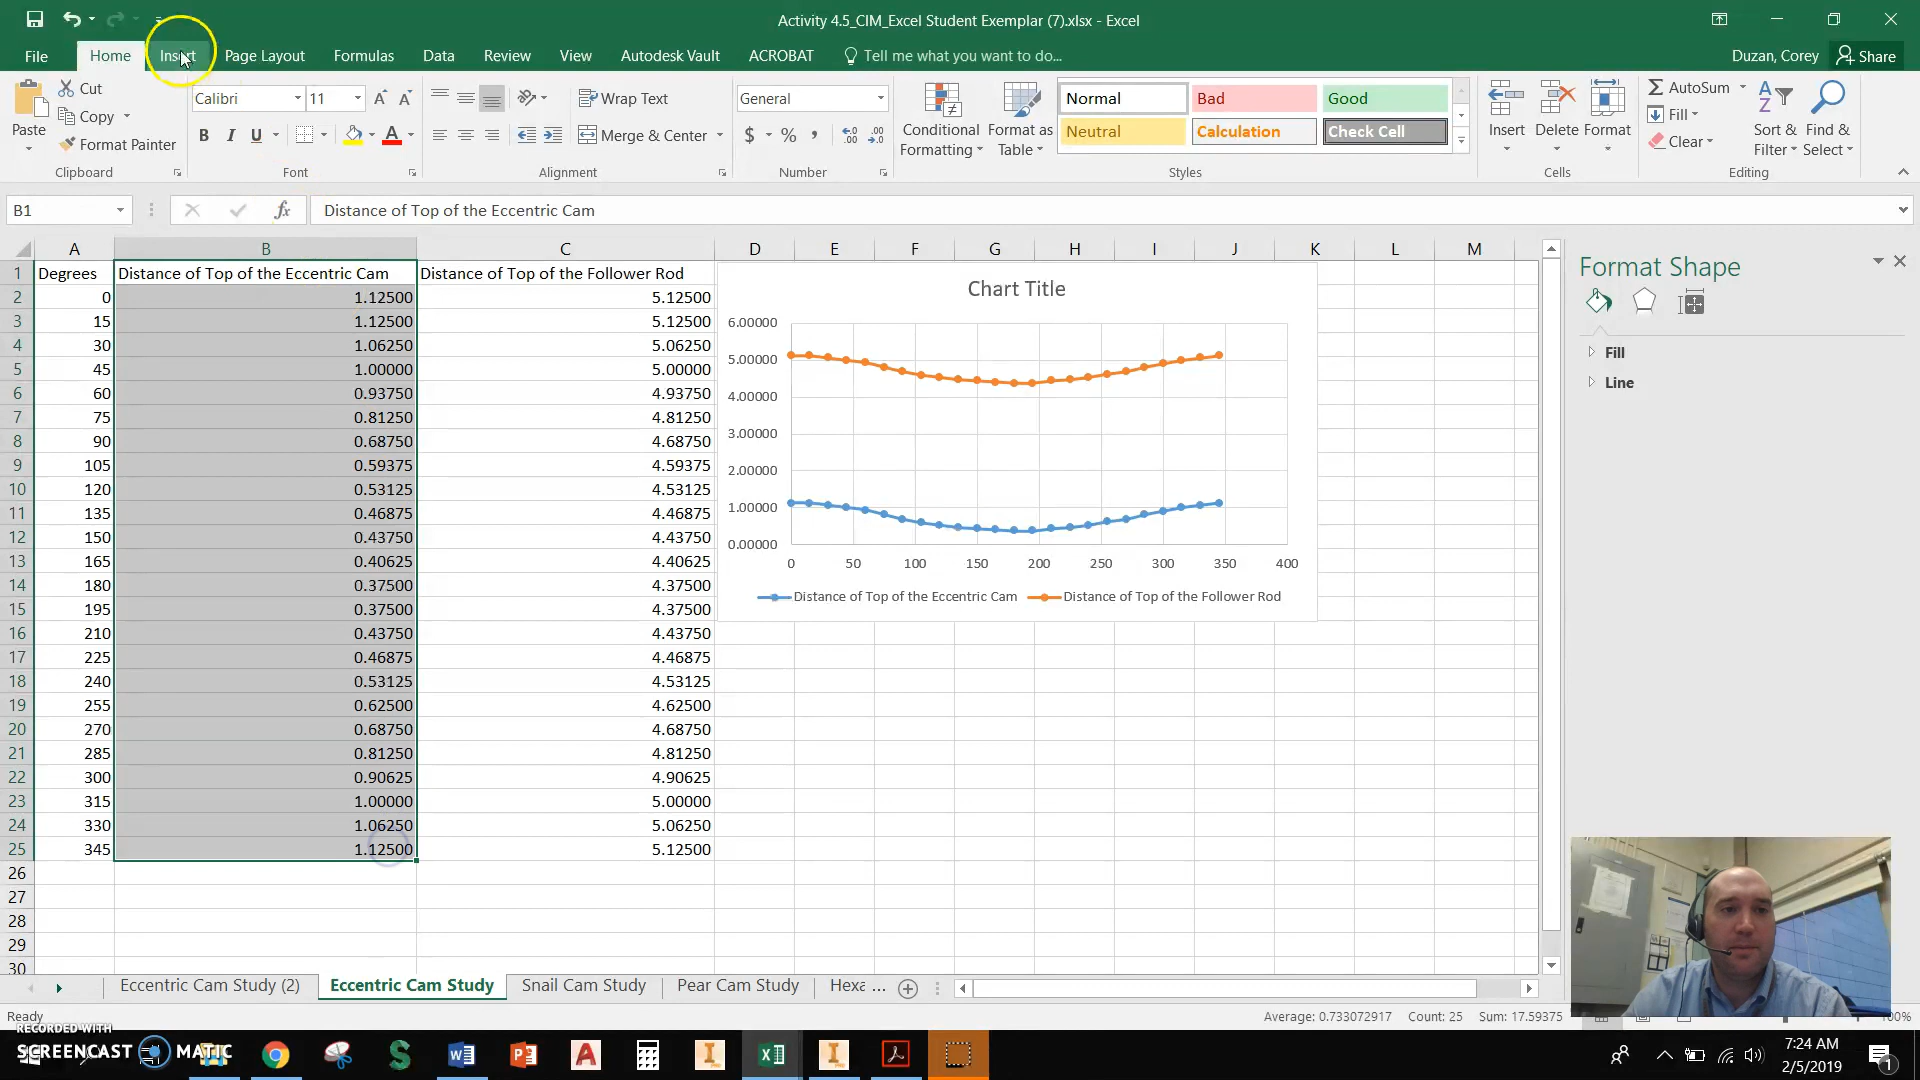 Activity 4.5_CIM_Excel Student Exemplar (7).xlsx - Excel
File Home Insert Page Layout Formulas Data Review View Autodesk Vault ACROBAT Tell me what you want to do... Duzan, Corey Share
Paste Cut Copy Format Painter Clipboard
Calibri 11 B I U A Font
Wrap Text Merge & Center Alignment
General $ % , Number
Conditional Formatting Format as Table
Normal Bad Good
Neutral Calculation Check Cell
Styles
Insert Delete Format Cells
AutoSum Fill Clear Sort & Filter Find & Select Editing
B1 fx Distance of Top of the Eccentric Cam
A B C D E F G H I J K L M
1 Degrees Distance of Top of the Eccentric Cam Distance of Top of the Follower Rod
2 0 1.12500 5.12500
3 15 1.12500 5.12500
4 30 1.06250 5.06250
5 45 1.00000 5.00000
6 60 0.93750 4.93750
7 75 0.81250 4.81250
8 90 0.68750 4.68750
9 105 0.59375 4.59375
10 120 0.53125 4.53125
11 135 0.46875 4.46875
12 150 0.43750 4.43750
13 165 0.40625 4.40625
14 180 0.37500 4.37500
15 195 0.37500 4.37500
16 210 0.43750 4.43750
17 225 0.46875 4.46875
18 240 0.53125 4.53125
19 255 0.62500 4.62500
20 270 0.68750 4.68750
21 285 0.81250 4.81250
22 300 0.90625 4.90625
23 315 1.00000 5.00000
24 330 1.06250 5.06250
25 345 1.12500 5.12500
26
27
28
29
30
Chart Title
6.00000
5.00000
4.00000
3.00000
2.00000
1.00000
0.00000
0 50 100 150 200 250 300 350 400
Distance of Top of the Eccentric Cam Distance of Top of the Follower Rod
Format Shape
Fill
Line
Eccentric Cam Study (2) Eccentric Cam Study Snail Cam Study Pear Cam Study Hexa ...
Ready Average: 0.733072917 Count: 25 Sum: 17.59375 100%
RECORDED WITH
SCREENCAST MATIC
7:24 AM
2/5/2019
1